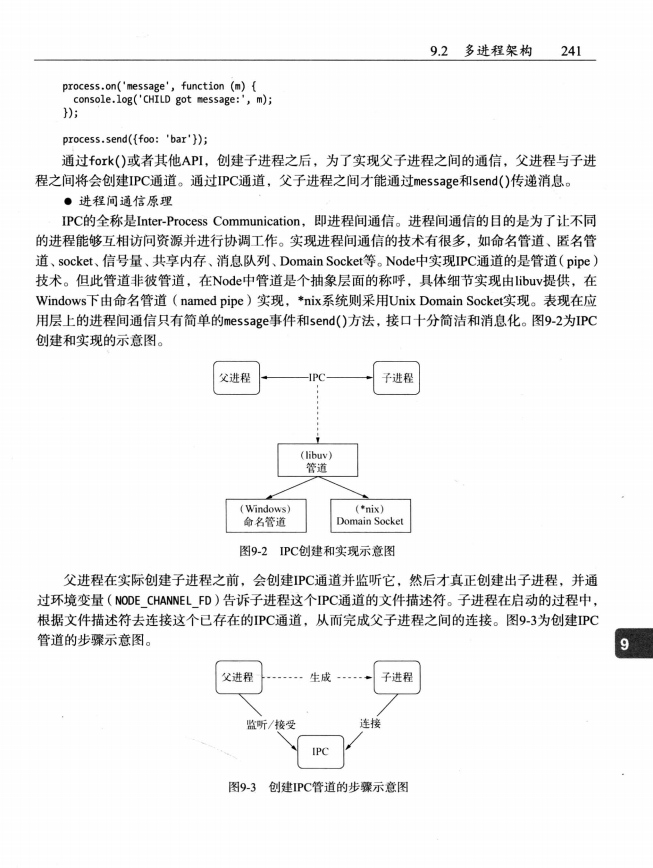 9.2 多进程架构 241
process.on('message', function (m) {
console.log('CHILD got message:', m);
});
process.send({foo: 'bar'});
通过fork()或者其他API，创建子进程之后，为了实现父子进程之间的通信，父进程与子进
程之间将会创建IPC通道。通过IPC通道，父子进程之间才能通过message和send()传递消息。
● 进程间通信原理
IPC的全称是Inter-Process Communication，即进程间通信。进程间通信的目的是为了让不同
的进程能够互相访问资源并进行协调工作。实现进程间通信的技术有很多，如命名管道、匿名管
道、socket、信号量、共享内存、消息队列、Domain Socket等。Node中实现IPC通道的是管道（pipe）
技术。但此管道非彼管道，在Node中管道是个抽象层面的称呼，具体细节实现由libuv提供，在
Windows下由命名管道（named pipe）实现，*nix系统则采用Unix Domain Socket实现。表现在应
用层上的进程间通信只有简单的message事件和send()方法，接口十分简洁和消息化。图9-2为IPC
创建和实现的示意图。
父进程 IPC 子进程
(libuv)
管道
(Windows)
命名管道
(*nix)
Domain Socket
图9-2 IPC创建和实现示意图
父进程在实际创建子进程之前，会创建IPC通道并监听它，然后才真正创建出子进程，并通
过环境变量（NODE_CHANNEL_FD）告诉子进程这个IPC通道的文件描述符。子进程在启动的过程中，
根据文件描述符去连接这个已存在的IPC通道，从而完成父子进程之间的连接。图9-3为创建IPC
管道的步骤示意图。
9
父进程 生成 子进程
监听/接受 连接
IPC
图9-3 创建IPC管道的步骤示意图